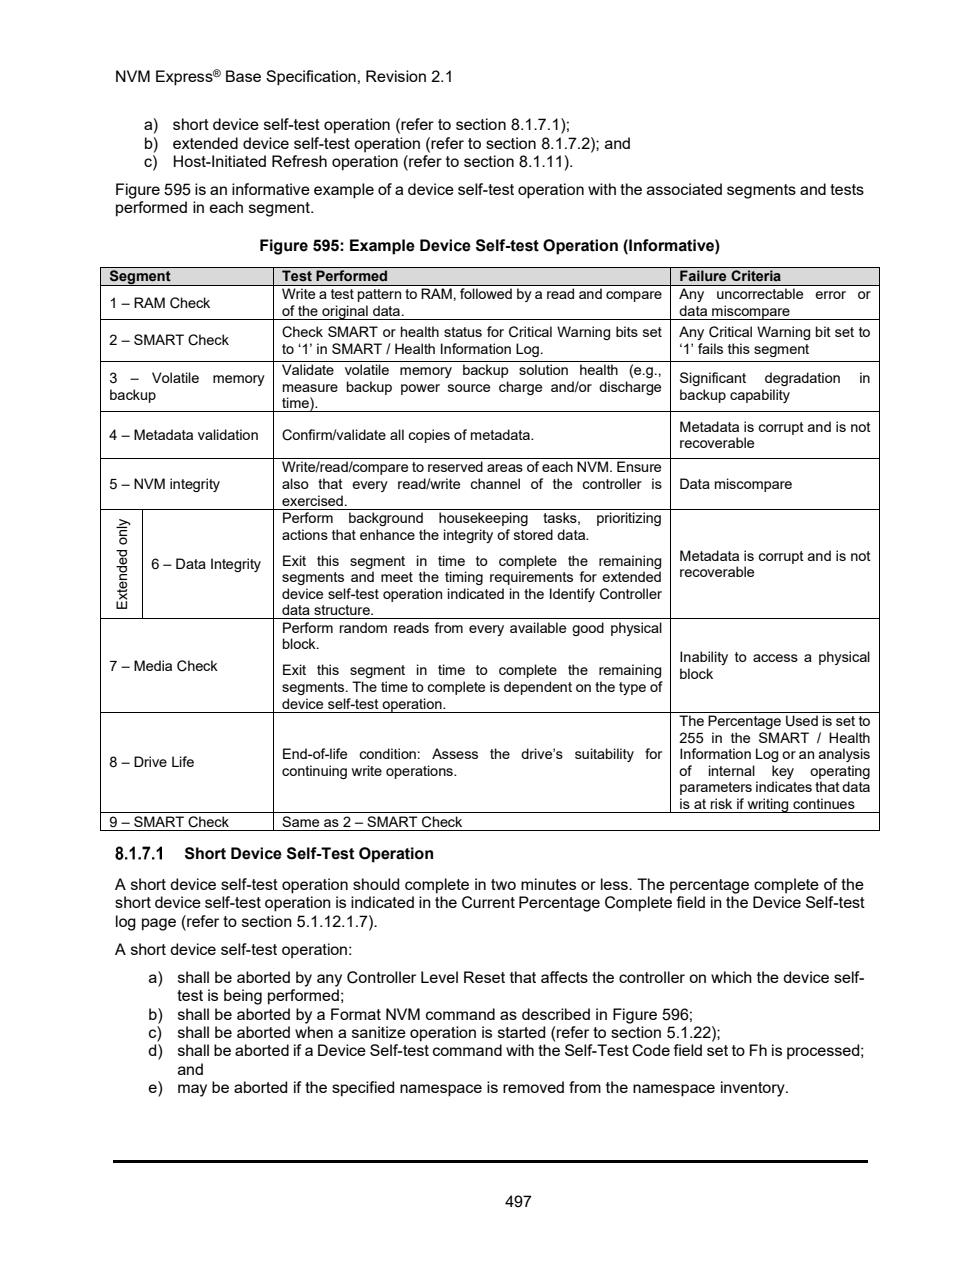 NVM Express® Base Specification, Revision 2.1
a) short device self-test operation (refer to section 8.1.7.1);
b) extended device self-test operation (refer to section 8.1.7.2); and
c) Host-Initiated Refresh operation (refer to section 8.1.11).
Figure 595 is an informative example of a device self-test operation with the associated segments and tests
performed in each segment.
Figure 595: Example Device Self-test Operation (Informative)
Segment Test Performed Failure Criteria
1 – RAM Check
Write a test pattern to RAM, followed by a read and compare
of the original data.
Any uncorrectable error or
data miscompare
2 – SMART Check
Check SMART or health status for Critical Warning bits set
to ‘1’ in SMART / Health Information Log.
Any Critical Warning bit set to
‘1’ fails this segment
3 – Volatile memory
backup
Validate volatile memory backup solution health (e.g.,
measure backup power source charge and/or discharge
time).
Significant degradation in
backup capability
4 – Metadata validation
Confirm/validate all copies of metadata.
Metadata is corrupt and is not
recoverable
5 – NVM integrity
Write/read/compare to reserved areas of each NVM. Ensure
also that every read/write channel of the controller is
exercised.
Data miscompare
Extended only
6 – Data Integrity
Perform background housekeeping tasks, prioritizing
actions that enhance the integrity of stored data.
Exit this segment in time to complete the remaining
segments and meet the timing requirements for extended
device self-test operation indicated in the Identify Controller
data structure.
Metadata is corrupt and is not
recoverable
7 – Media Check
Perform random reads from every available good physical
block.
Exit this segment in time to complete the remaining
segments. The time to complete is dependent on the type of
device self-test operation.
Inability to access a physical
block
8 – Drive Life
End-of-life condition: Assess the drive’s suitability for
continuing write operations.
The Percentage Used is set to
255 in the SMART / Health
Information Log or an analysis
of internal key operating
parameters indicates that data
is at risk if writing continues
9 – SMART Check Same as 2 – SMART Check
8.1.7.1 Short Device Self-Test Operation
A short device self-test operation should complete in two minutes or less. The percentage complete of the
short device self-test operation is indicated in the Current Percentage Complete field in the Device Self-test
log page (refer to section 5.1.12.1.7).
A short device self-test operation:
a) shall be aborted by any Controller Level Reset that affects the controller on which the device self-
test is being performed;
b) shall be aborted by a Format NVM command as described in Figure 596;
c) shall be aborted when a sanitize operation is started (refer to section 5.1.22);
d) shall be aborted if a Device Self-test command with the Self-Test Code field set to Fh is processed;
and
e) may be aborted if the specified namespace is removed from the namespace inventory.
497